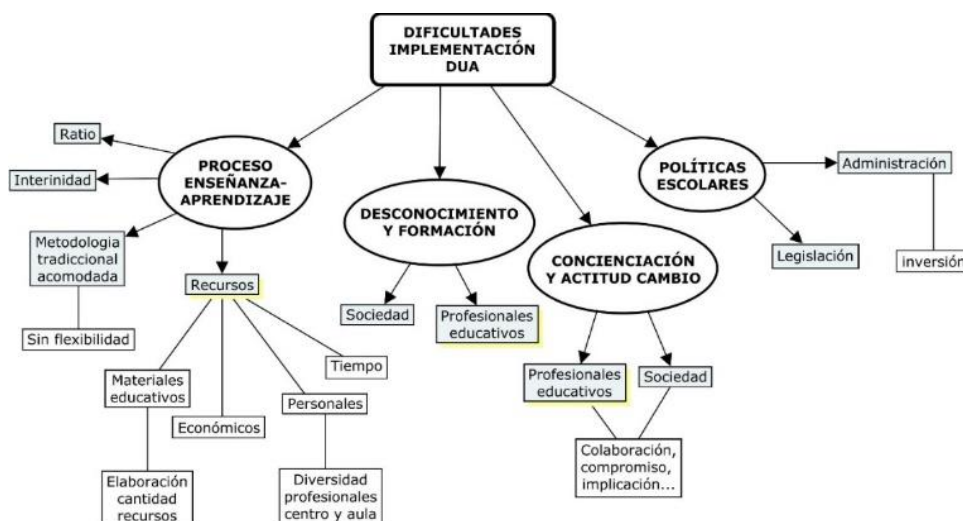 DIFICULTADES
IMPLEMENTACIÓN
DUA
Ratio
Interinidad
PROCESO
ENSEÑANZA-
APRENDIZAJE
Metodologia
tradiccional
acomodada
Sin flexibilidad
Recursos
Materiales
educativos
Elaboración
cantidad
recursos
Económicos
Personales
Diversidad
profesionales
centro y aula
Tiempo
DESCONOCIMIENTO
Y FORMACIÓN
Sociedad
Profesionales
educativos
CONCIENCIACIÓN
Y ACTITUD CAMBIO
Profesionales
educativos
Sociedad
Colaboración,
compromiso,
implicación...
POLÍTICAS
ESCOLARES
Administración
inversión
Legislación